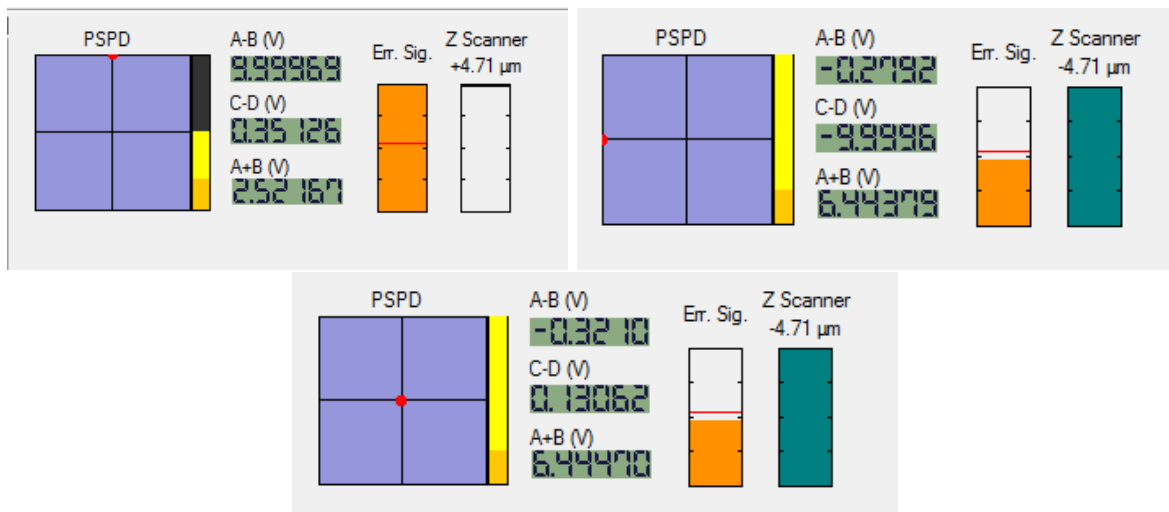 PSPD
A-B (V)
9.99969
C-D (V)
0.35126
A+B (V)
2.52167
Err. Sig.
Z Scanner
+4.71 µm
PSPD
A-B (V)
-0.2792
C-D (V)
-9.9996
A+B (V)
6.44379
Err. Sig.
Z Scanner
-4.71 µm
PSPD
A-B (V)
-0.3210
C-D (V)
0.13062
A+B (V)
6.44470
Err. Sig.
Z Scanner
-4.71 µm